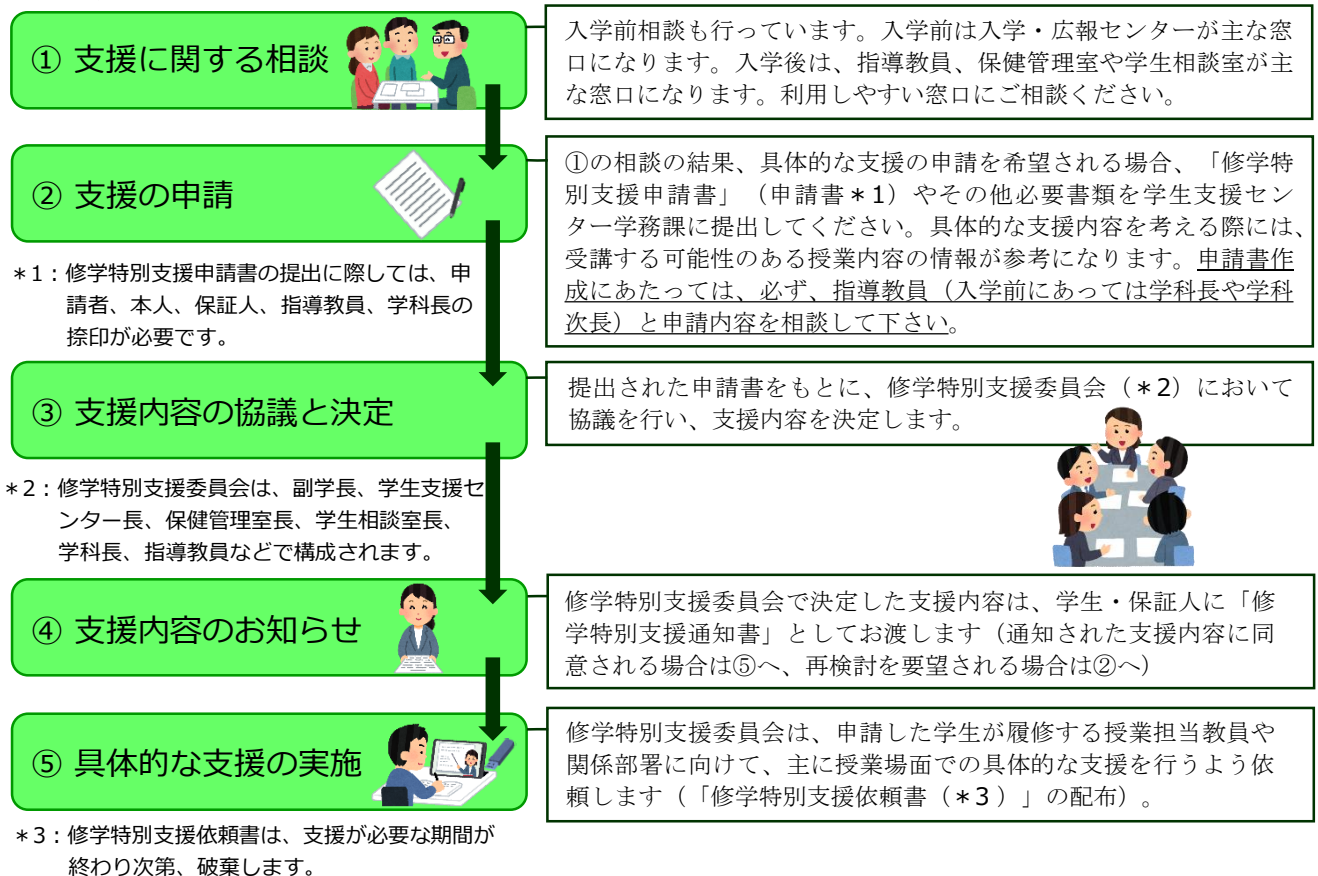 ① 支援に関する相談
入学前相談も行っています。入学前は入学・広報センターが主な窓
口になります。入学後は、指導教員、保健管理室や学生相談室が主
な窓口になります。利用しやすい窓口にご相談ください。
② 支援の申請
①の相談の結果、具体的な支援の申請を希望される場合、「修学特
別支援申請書」（申請書＊1）やその他必要書類を学生支援セン
ター学務課に提出してください。具体的な支援内容を考える際には、
受講する可能性のある授業内容の情報が参考になります。申請書作
成にあたっては、必ず、指導教員（入学前にあっては学科長や学科
次長）と申請内容を相談して下さい。
＊1：修学特別支援申請書の提出に際しては、申
請者、本人、保証人、指導教員、学科長の
捺印が必要です。
③ 支援内容の協議と決定
提出された申請書をもとに、修学特別支援委員会（＊2）において
協議を行い、支援内容を決定します。
＊2：修学特別支援委員会は、副学長、学生支援セ
ンター長、保健管理室長、学生相談室長、
学科長、指導教員などで構成されます。
④ 支援内容のお知らせ
修学特別支援委員会で決定した支援内容は、学生・保証人に「修
学特別支援通知書」としてお渡します（通知された支援内容に同
意される場合は⑤へ、再検討を要望される場合は②へ）
⑤ 具体的な支援の実施
修学特別支援委員会は、申請した学生が履修する授業担当教員や
関係部署に向けて、主に授業場面での具体的な支援を行うよう依
頼します（「修学特別支援依頼書（＊3）」の配布）。
＊3：修学特別支援依頼書は、支援が必要な期間が
終わり次第、破棄します。